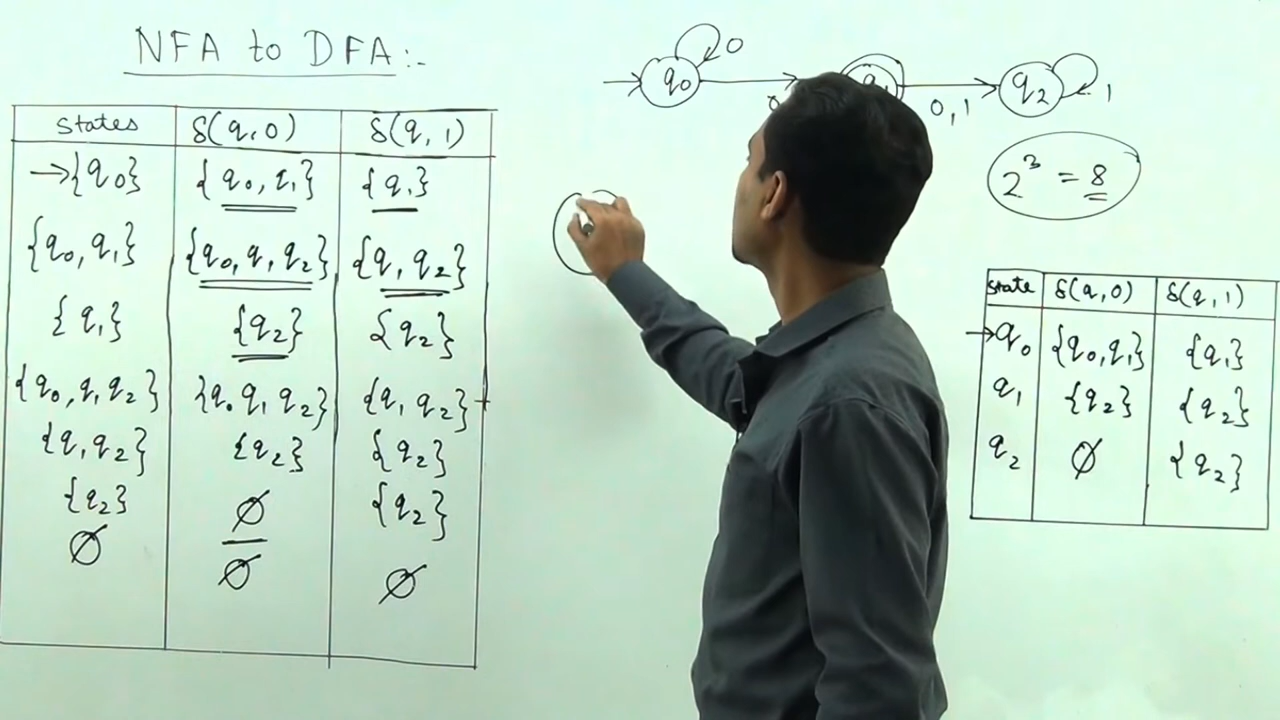 NFA to DFA:-
states δ(q,0) δ(q,1)
→{q0} {q0,q1} {q1}
{q0,q1} {q0,q1 q2} {q1 q2}
{q1} {q2} {q2}
{q0,q1 q2} {q0 q1 q2} {q1 q2}
{q1 q2} {q2} {q2}
{q2} ∅ {q2}
∅ ∅ ∅
q0 0
q2 1
0,1
2³ = 8
state δ(q,0) δ(q,1)
→q0 {q0,q1} {q1}
q1 {q2} {q2}
q2 ∅ {q2}